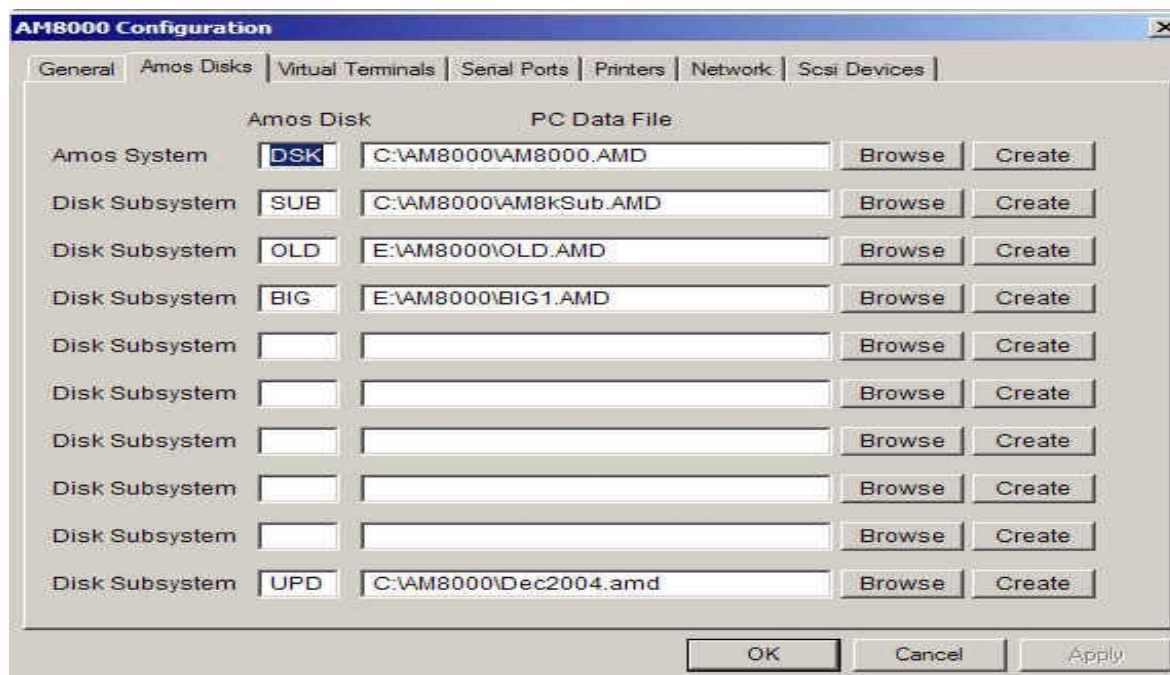 AM8000 Configuration
General Amos Disks Virtual Terminals Serial Ports Printers Network Scsi Devices
Amos Disk PC Data File
Amos System DSK C:\AM8000\AM8000.AMD Browse Create
Disk Subsystem SUB C:\AM8000\AM8kSub.AMD Browse Create
Disk Subsystem OLD E:\AM8000\OLD.AMD Browse Create
Disk Subsystem BIG E:\AM8000\BIG1.AMD Browse Create
Disk Subsystem Browse Create
Disk Subsystem Browse Create
Disk Subsystem Browse Create
Disk Subsystem Browse Create
Disk Subsystem Browse Create
Disk Subsystem UPD C:\AM8000\Dec2004.amd Browse Create
OK Cancel Apply